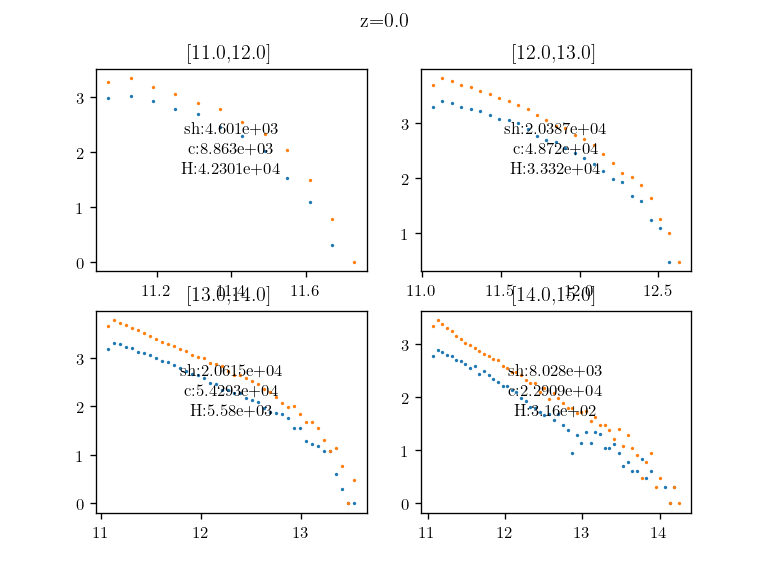 z=0.0
[11.0,12.0]
[12.0,13.0]
3
2
1
0
sh:4.601e+03
c:8.863e+03
H:4.2301e+04
11.2
11.4
11.6
3
2
1
sh:2.0387e+04
c:4.872e+04
H:3.332e+04
11.0
11.5
12.0
12.5
[13.0,14.0]
[14.0,15.0]
3
2
1
0
sh:2.0615e+04
c:5.4293e+04
H:5.58e+03
11
12
13
3
2
1
0
sh:8.028e+03
c:2.2909e+04
H:3.16e+02
11
12
13
14